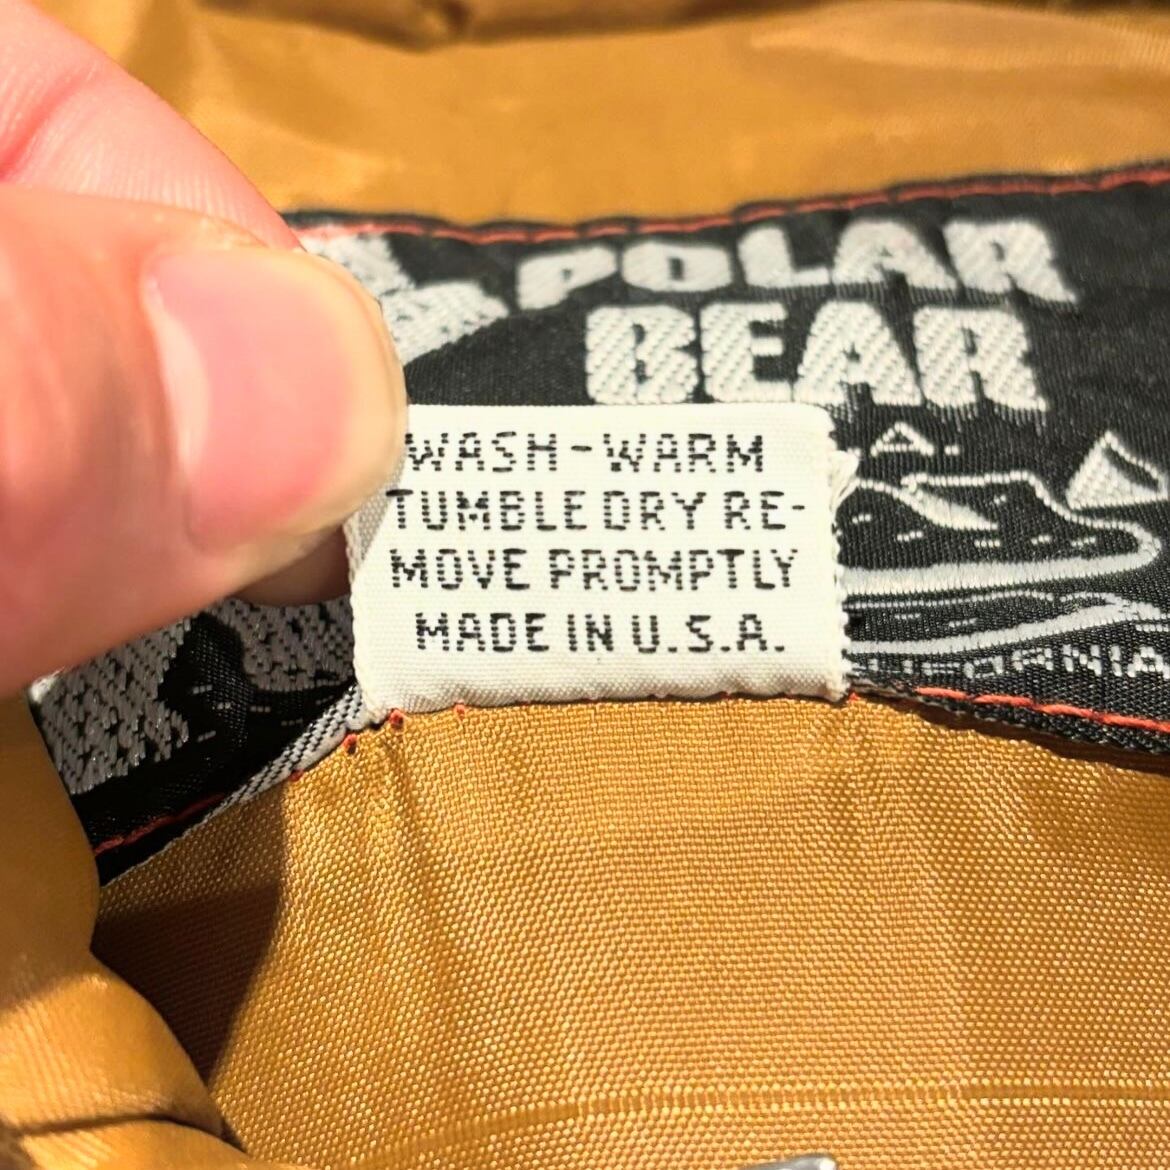 POLAR
BEAR
WASH-WARM
TUMBLE DRY RE-
MOVE PROMPTLY
MADE IN U.S.A.